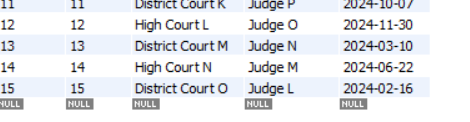 11 11 District Court K Judge P 2024-10-07
12 12 High Court L Judge O 2024-11-30
13 13 District Court M Judge N 2024-03-10
14 14 High Court N Judge M 2024-06-22
15 15 District Court O Judge L 2024-02-16
NULL NULL NULL NULL NULL